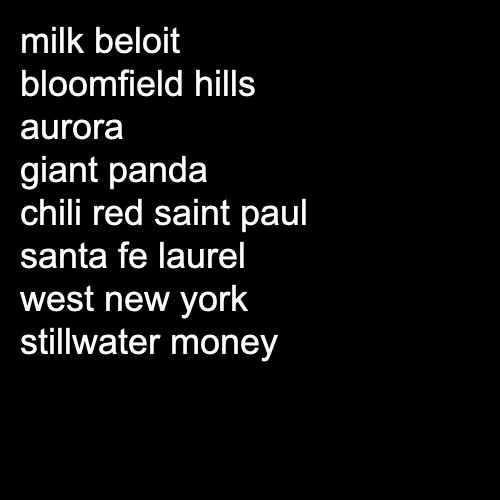 milk beloit
bloomfield hills
aurora
giant panda
chili red saint paul
santa fe laurel
west new york
stillwater money